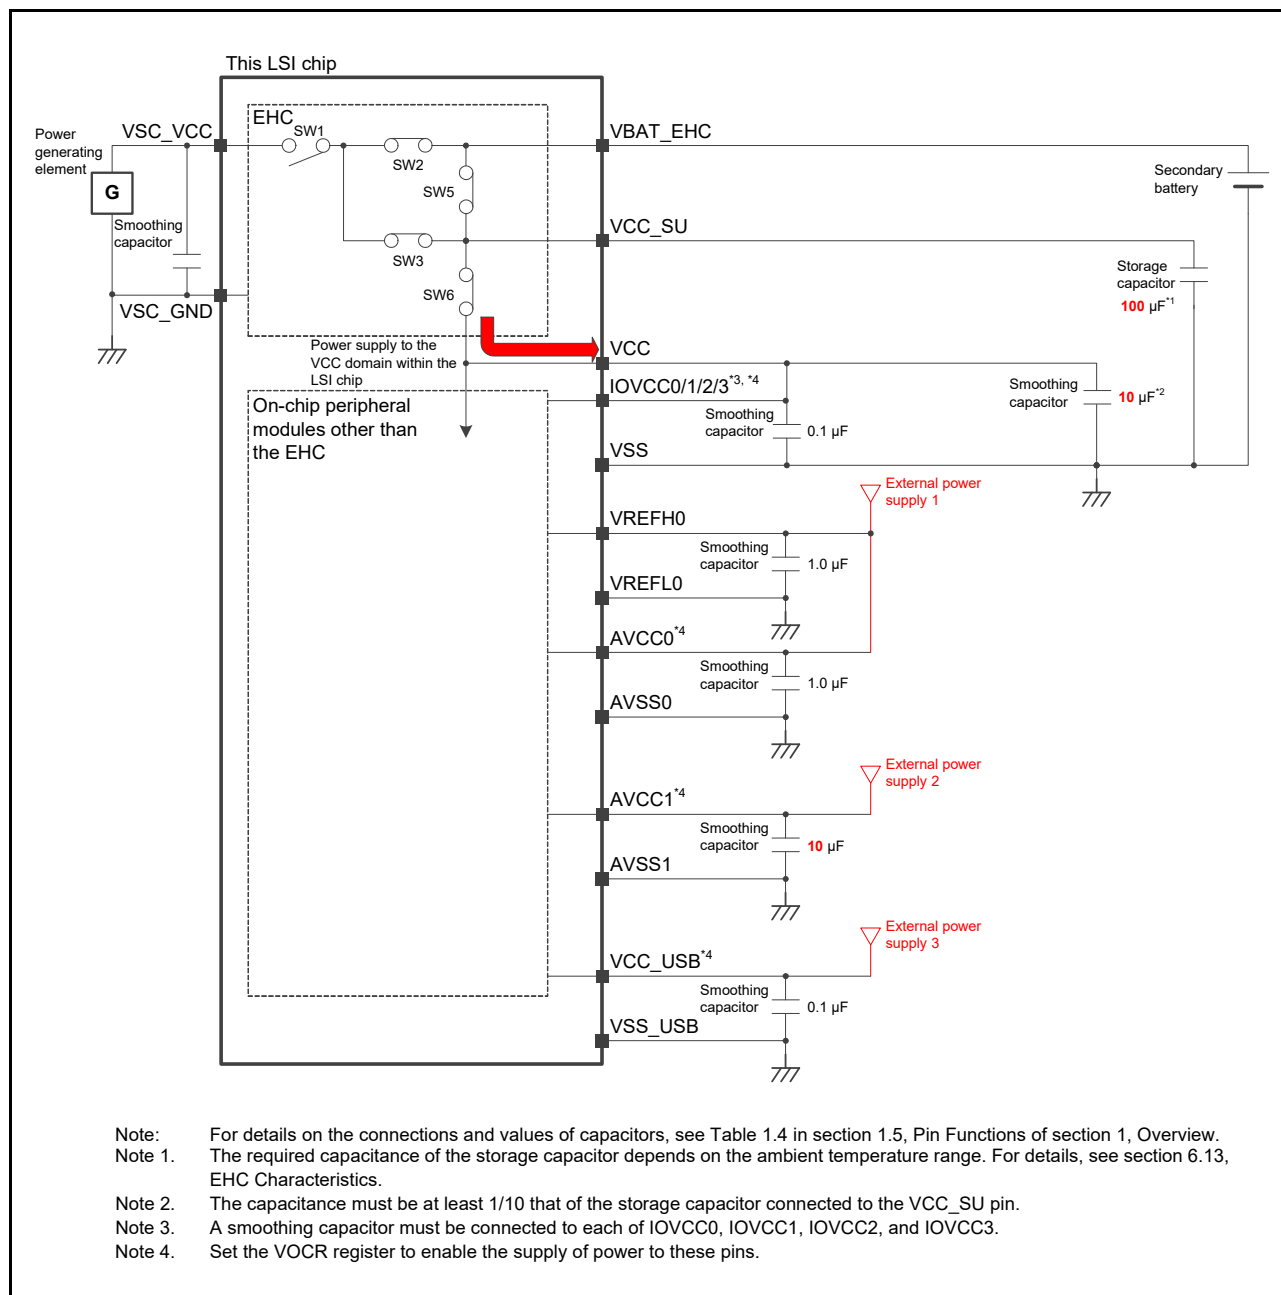 This LSI chip
EHC
Power
generating
element
VSC_VCC
SW1
SW2
SW5
VBAT_EHC
Secondary
battery
G
Smoothing
capacitor
VCC_SU
SW3
SW6
Storage
capacitor
100 µF*1
VSC_GND
Power supply to the
VCC domain within the
LSI chip
VCC
IOVCC0/1/2/3*3, *4
Smoothing
capacitor
10 µF*2
On-chip peripheral
modules other than
the EHC
Smoothing
capacitor
0.1 µF
VSS
External power
supply 1
VREFH0
Smoothing
capacitor
1.0 µF
VREFL0
AVCC0*4
Smoothing
capacitor
1.0 µF
AVSS0
External power
supply 2
AVCC1*4
Smoothing
capacitor
10 µF
AVSS1
External power
supply 3
VCC_USB*4
Smoothing
capacitor
0.1 µF
VSS_USB
Note: For details on the connections and values of capacitors, see Table 1.4 in section 1.5, Pin Functions of section 1, Overview.
Note 1. The required capacitance of the storage capacitor depends on the ambient temperature range. For details, see section 6.13,
EHC Characteristics.
Note 2. The capacitance must be at least 1/10 that of the storage capacitor connected to the VCC_SU pin.
Note 3. A smoothing capacitor must be connected to each of IOVCC0, IOVCC1, IOVCC2, and IOVCC3.
Note 4. Set the VOCR register to enable the supply of power to these pins.